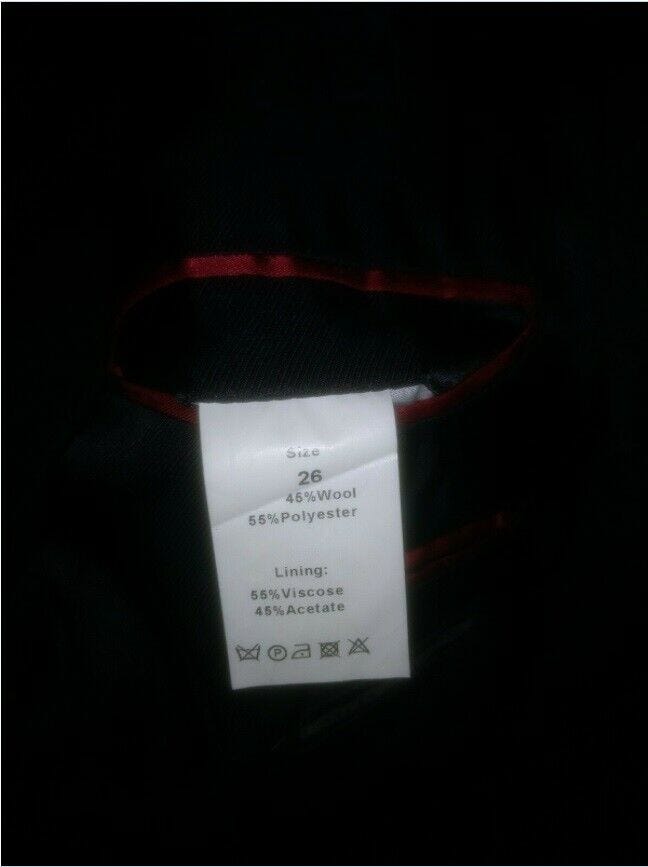 Size
26
45%Wool
55%Polyester
Lining:
55%Viscose
45%Acetate
P